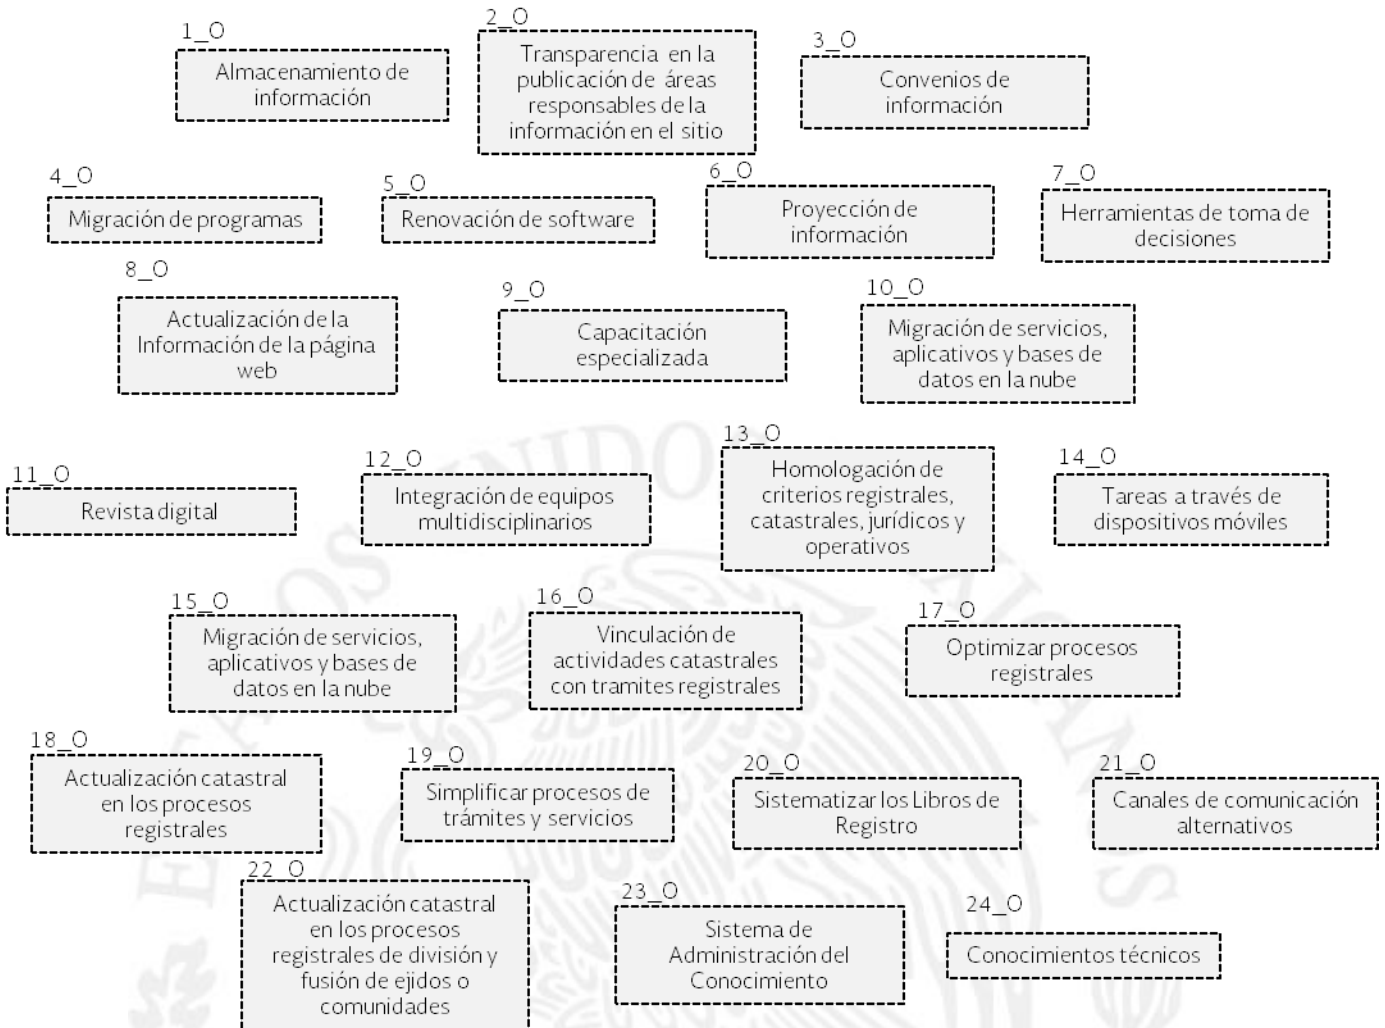 1_O
Almacenamiento de
información
2_O
Transparencia en la
publicación de áreas
responsables de la
información en el sitio
3_O
Convenios de
información
4_O
Migración de programas
5_O
Renovación de software
6_O
Proyección de
información
7_O
Herramientas de toma de
decisiones
8_O
Actualización de la
Información de la página
web
9_O
Capacitación
especializada
10_O
Migración de servicios,
aplicativos y bases de
datos en la nube
11_O
Revista digital
12_O
Integración de equipos
multidisciplinarios
13_O
Homologación de
criterios registrales,
catastrales, jurídicos y
operativos
14_O
Tareas a través de
dispositivos móviles
15_O
Migración de servicios,
aplicativos y bases de
datos en la nube
16_O
Vinculación de
actividades catastrales
con tramites registrales
17_O
Optimizar procesos
registrales
18_O
Actualización catastral
en los procesos
registrales
19_O
Simplificar procesos de
trámites y servicios
20_O
Sistematizar los Libros de
Registro
21_O
Canales de comunicación
alternativos
22_O
Actualización catastral
en los procesos
registrales de división y
fusión de ejidos o
comunidades
23_O
Sistema de
Administración del
Conocimiento
24_O
Conocimientos técnicos